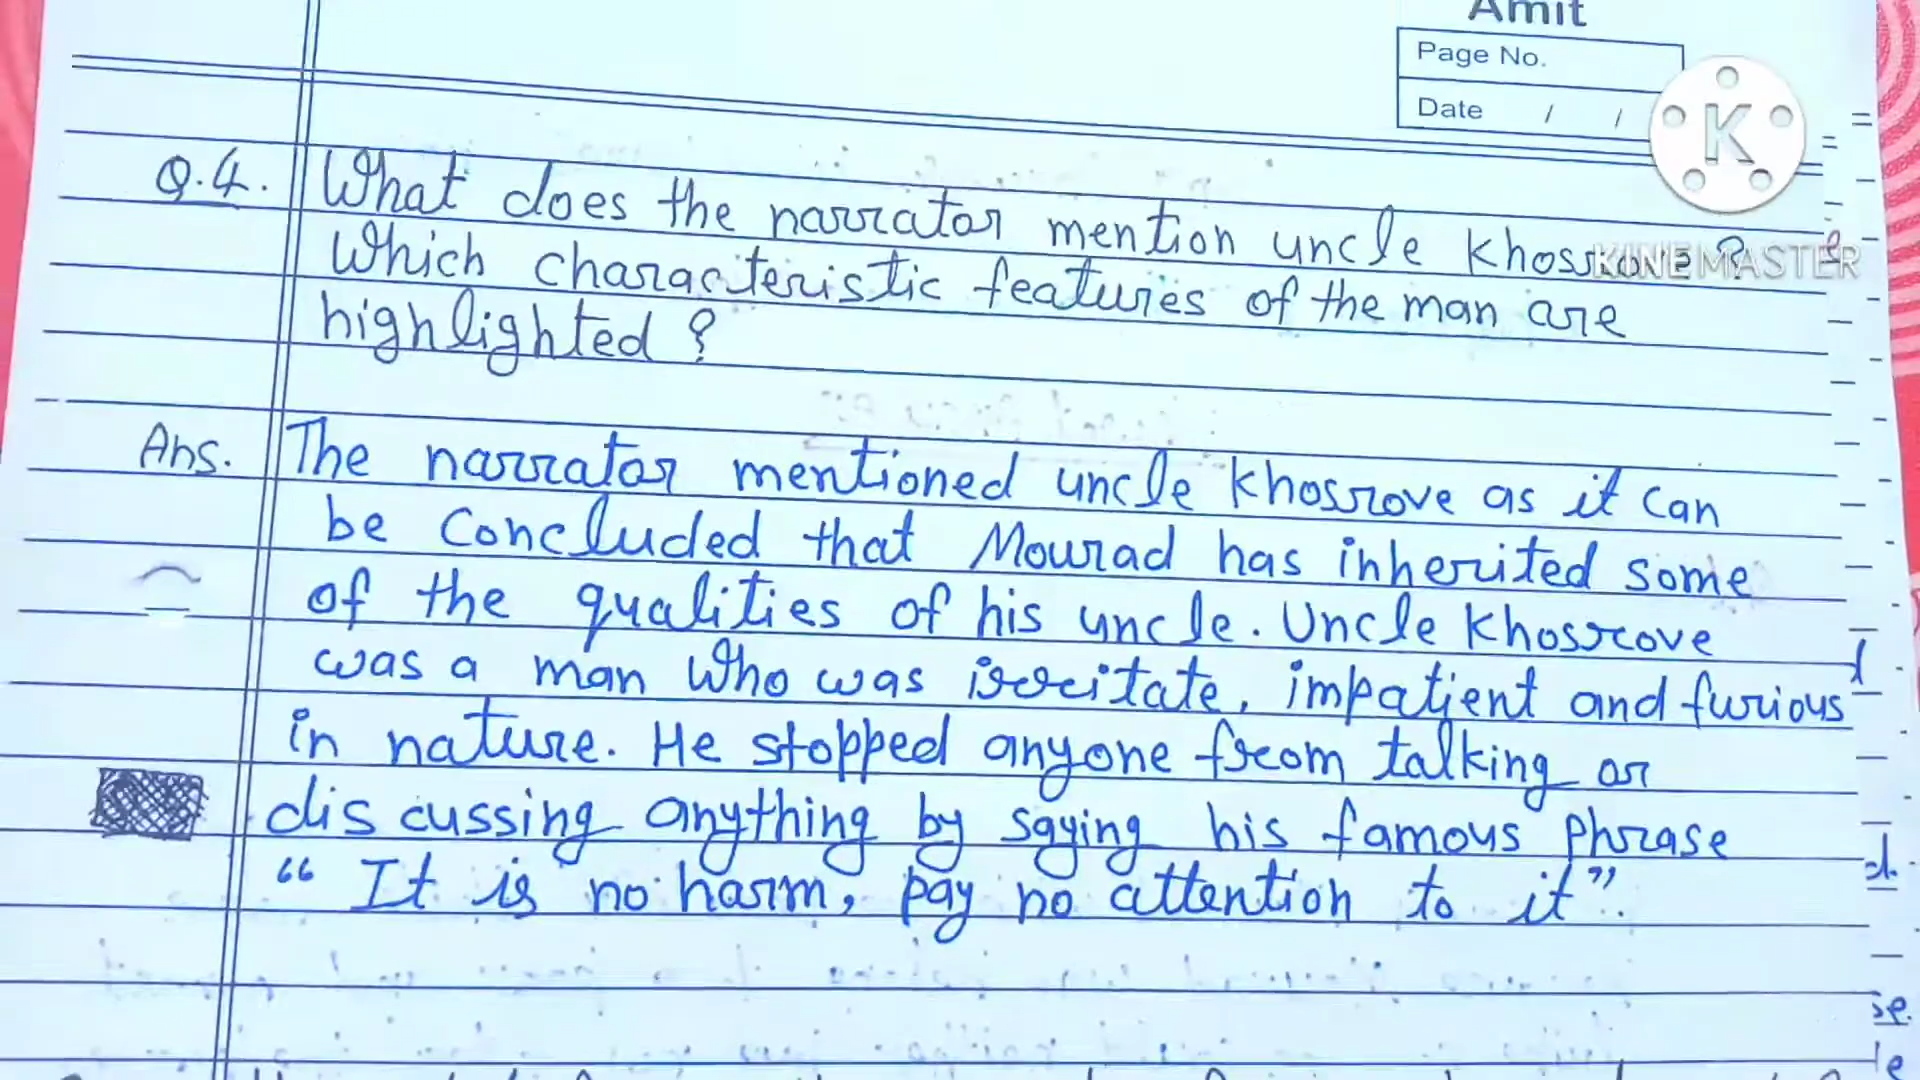 Amit
Page No.
Date / /
K
KINEMASTER
Q.4. What does the narrator mention uncle Khosrove ?
Which characteristic features of the man are
highlighted ?
Ans. The narrator mentioned uncle Khosrove as it can
be concluded that Mourad has inherited some
of the qualities of his uncle. Uncle Khosrove
was a man who was irritate, impatient and furious
in nature. He stopped anyone from talking or
discussing anything by saying his famous phrase
“ It is no harm, pay no attention to it”.